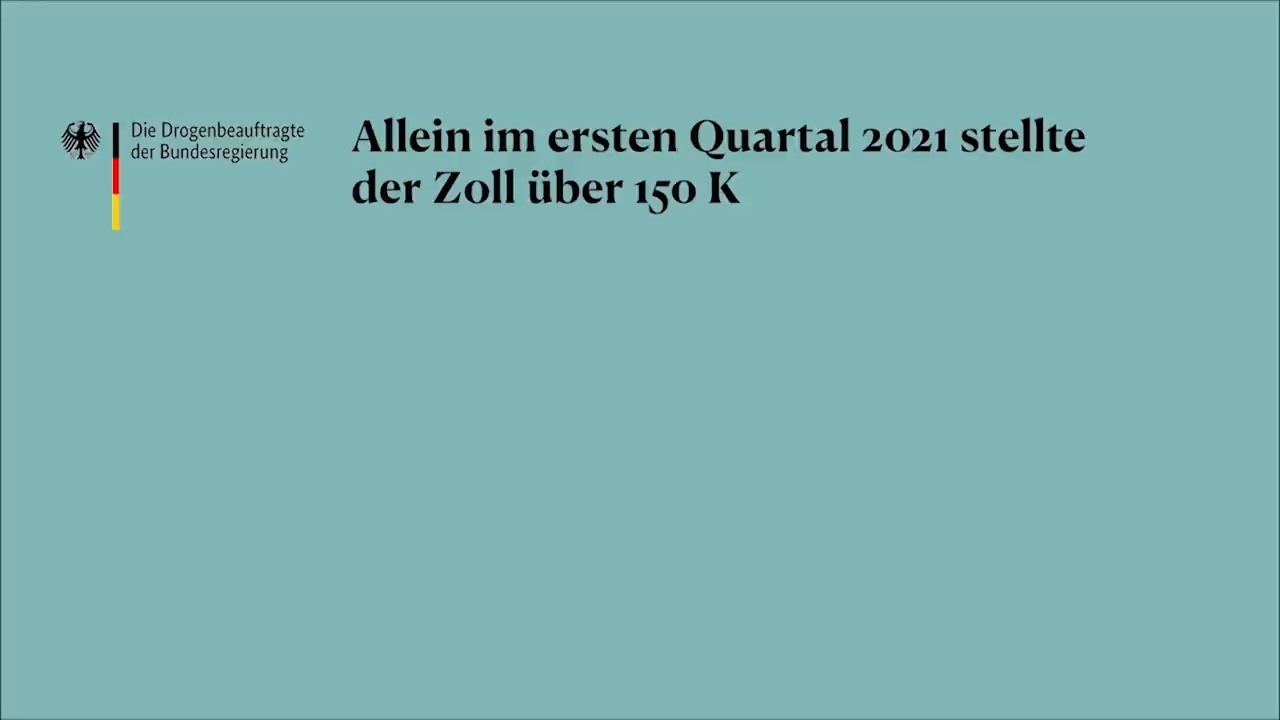 Die Drogenbeauftragte
der Bundesregierung
Allein im ersten Quartal 2021 stellte
der Zoll über 150 K